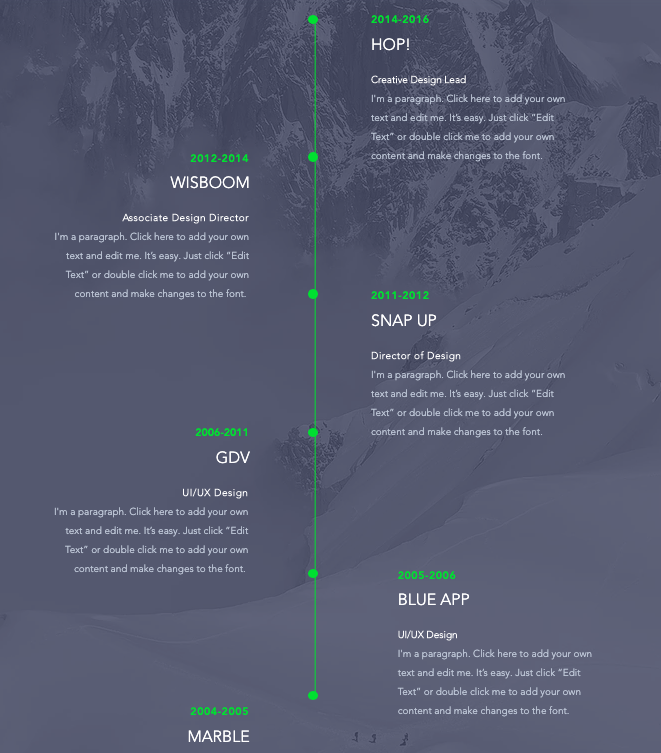 2014-2016
HOP!
Creative Design Lead
I'm a paragraph. Click here to add your own
text and edit me. It's easy. Just click “Edit
Text” or double click me to add your own
content and make changes to the font.
2012-2014
WISBOOM
Associate Design Director
I'm a paragraph. Click here to add your own
text and edit me. It's easy. Just click “Edit
Text” or double click me to add your own
content and make changes to the font.
2011-2012
SNAP UP
Director of Design
I'm a paragraph. Click here to add your own
text and edit me. It's easy. Just click “Edit
Text” or double click me to add your own
content and make changes to the font.
2006-2011
GDV
UI/UX Design
I'm a paragraph. Click here to add your own
text and edit me. It's easy. Just click “Edit
Text” or double click me to add your own
content and make changes to the font.
2005-2006
BLUE APP
UI/UX Design
I'm a paragraph. Click here to add your own
text and edit me. It's easy. Just click “Edit
Text” or double click me to add your own
content and make changes to the font.
2004-2005
MARBLE